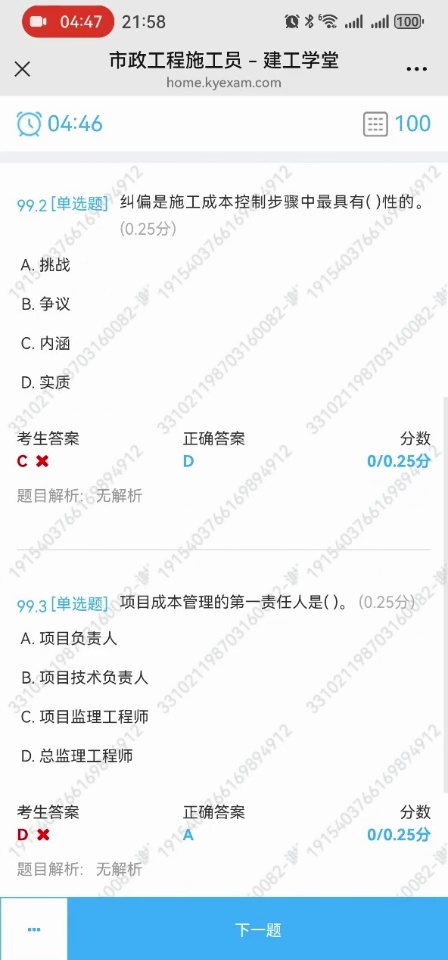 04:47 21:58 6 100
市政工程施工员 – 建工学堂
home.kyexam.com
04:46 100
99.2 [单选题] 纠偏是施工成本控制步骤中最具有( )性的。
(0.25分)
A. 挑战
B. 争议
C. 内涵
D. 实质
考生答案 正确答案 分数
C ✖ D 0/0.25分
题目解析: 无解析
99.3 [单选题] 项目成本管理的第一责任人是( )。 (0.25分)
A. 项目负责人
B. 项目技术负责人
C. 项目监理工程师
D. 总监理工程师
考生答案 正确答案 分数
D ✖ A 0/0.25分
题目解析: 无解析
下一题